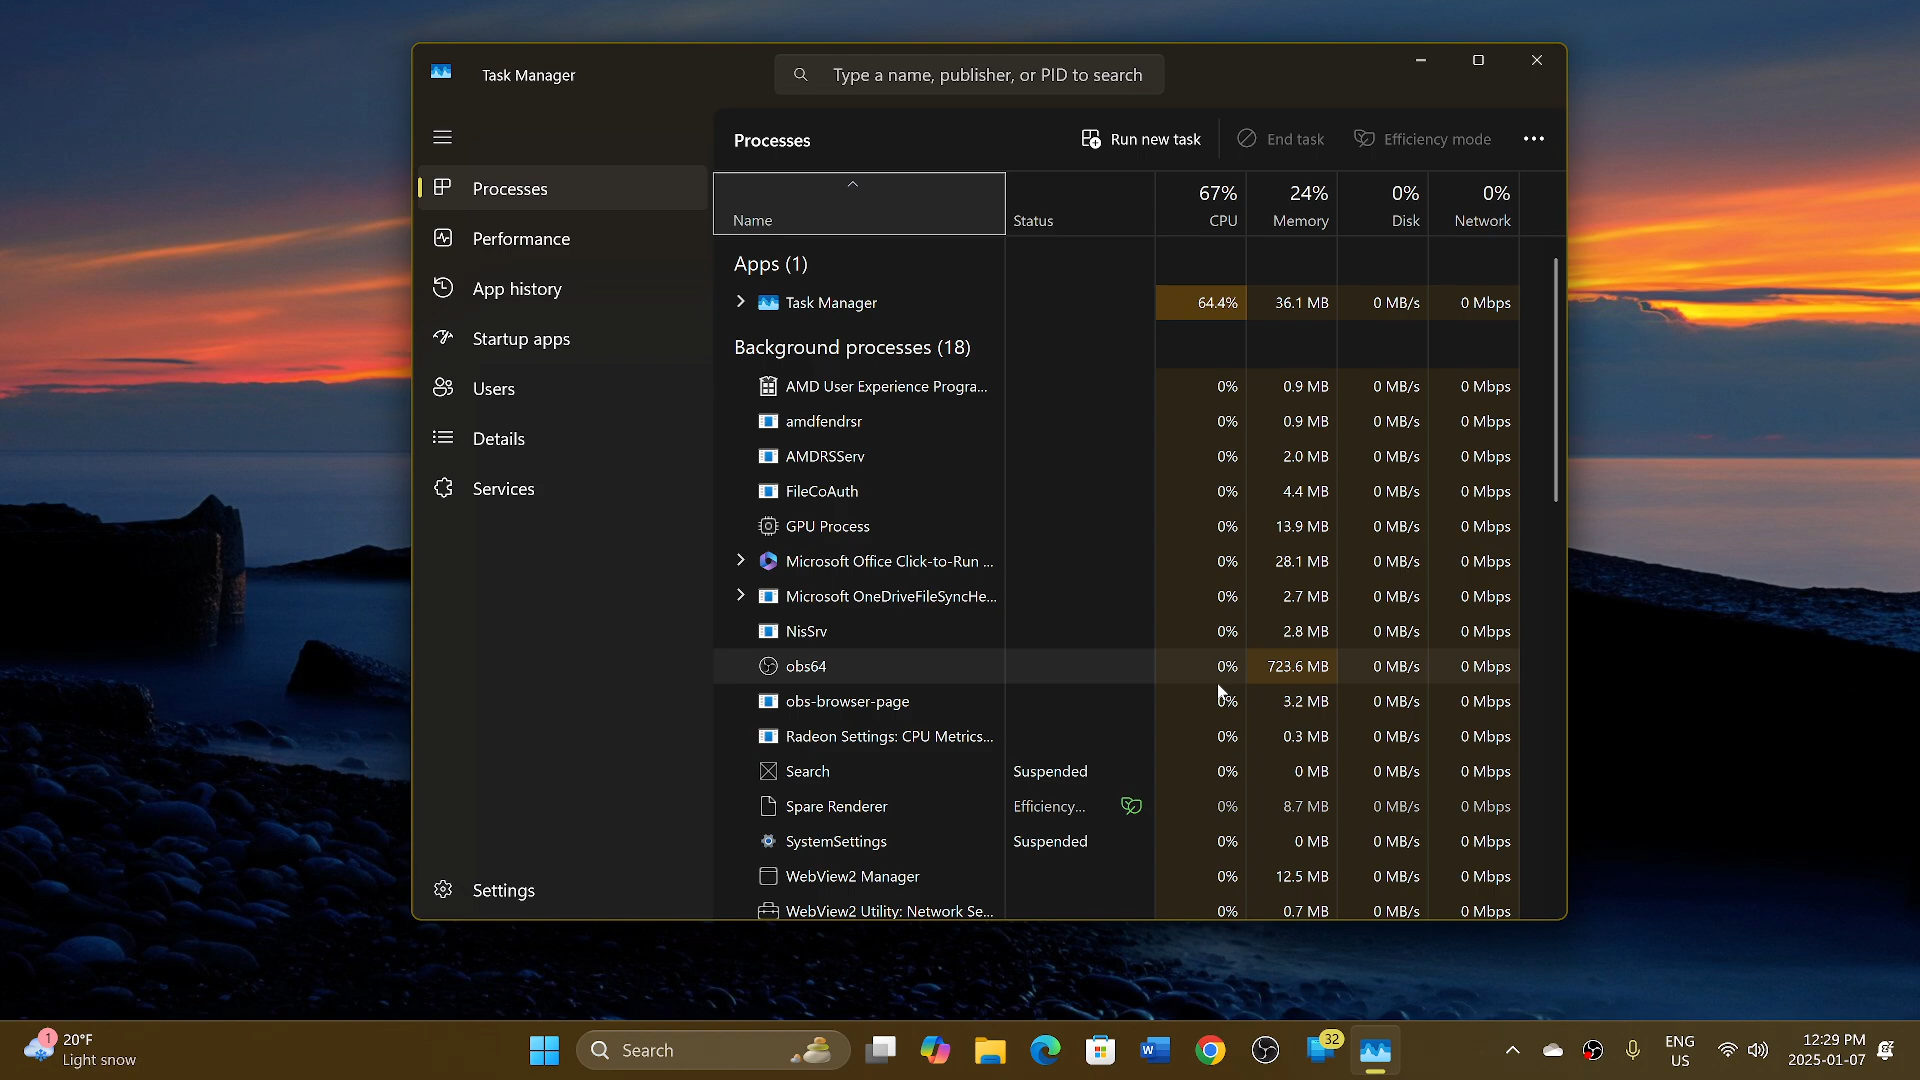 Task Manager
Type a name, publisher, or PID to search
Processes
Performance
App history
Startup apps
Users
Details
Services
Settings
Processes
Run new task
End task
Efficiency mode
Name
Status
67%
CPU
24%
Memory
0%
Disk
0%
Network
Apps (1)
Task Manager 64.4% 36.1 MB 0 MB/s 0 Mbps
Background processes (18)
AMD User Experience Progra... 0% 0.9 MB 0 MB/s 0 Mbps
amdfendrsr 0% 0.9 MB 0 MB/s 0 Mbps
AMDRSServ 0% 2.0 MB 0 MB/s 0 Mbps
FileCoAuth 0% 4.4 MB 0 MB/s 0 Mbps
GPU Process 0% 13.9 MB 0 MB/s 0 Mbps
Microsoft Office Click-to-Run ... 0% 28.1 MB 0 MB/s 0 Mbps
Microsoft OneDriveFileSyncHe... 0% 2.7 MB 0 MB/s 0 Mbps
NisSrv 0% 2.8 MB 0 MB/s 0 Mbps
obs64 0% 723.6 MB 0 MB/s 0 Mbps
obs-browser-page 0% 3.2 MB 0 MB/s 0 Mbps
Radeon Settings: CPU Metrics... 0% 0.3 MB 0 MB/s 0 Mbps
Search Suspended 0% 0 MB 0 MB/s 0 Mbps
Spare Renderer Efficiency... 0% 8.7 MB 0 MB/s 0 Mbps
SystemSettings Suspended 0% 0 MB 0 MB/s 0 Mbps
WebView2 Manager 0% 12.5 MB 0 MB/s 0 Mbps
WebView2 Utility: Network Se... 0% 0.7 MB 0 MB/s 0 Mbps
1
20°F
Light snow
Search
W
32
ENG
US
12:29 PM
2025-01-07